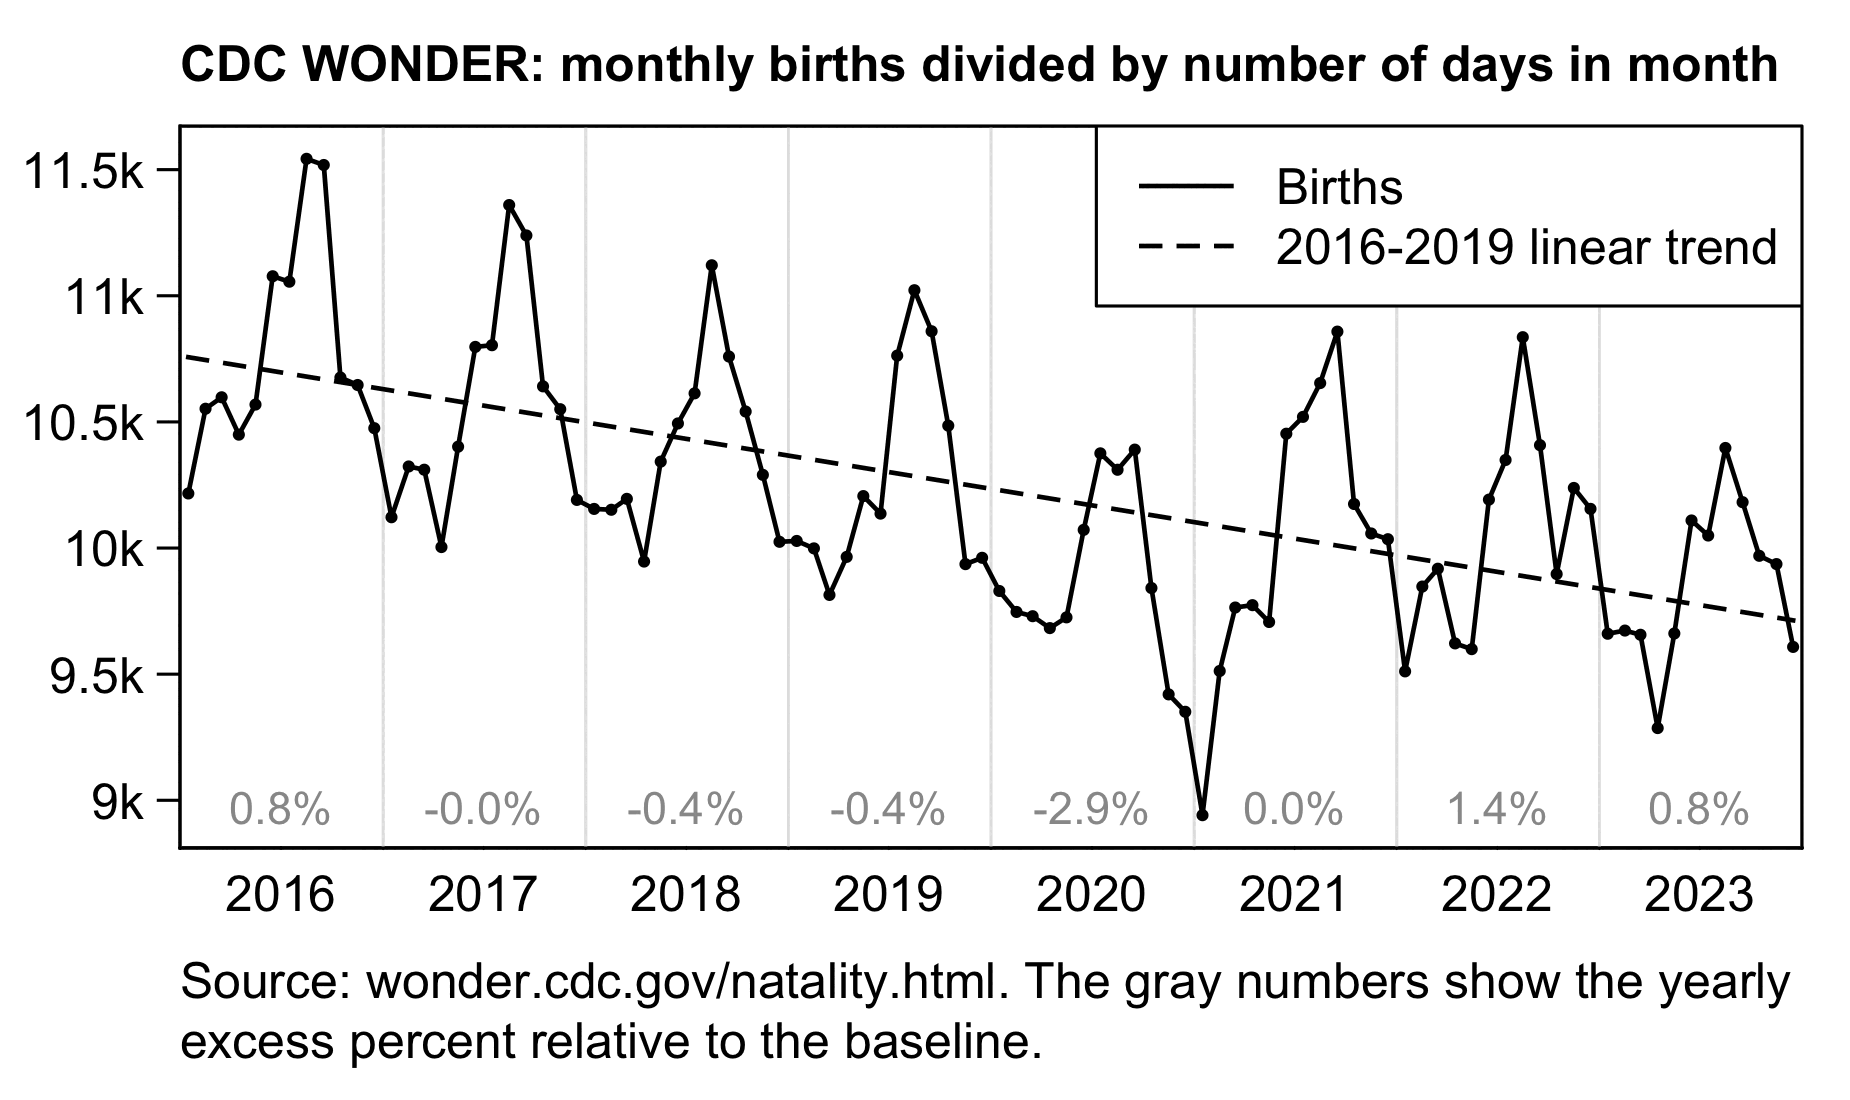 CDC WONDER: monthly births divided by number of days in month
11.5k
11k
10.5k
10k
9.5k
9k
Births
2016-2019 linear trend
0.8% -0.0% -0.4% -0.4% -2.9% 0.0% 1.4% 0.8%
2016 2017 2018 2019 2020 2021 2022 2023
Source: wonder.cdc.gov/natality.html. The gray numbers show the yearly
excess percent relative to the baseline.